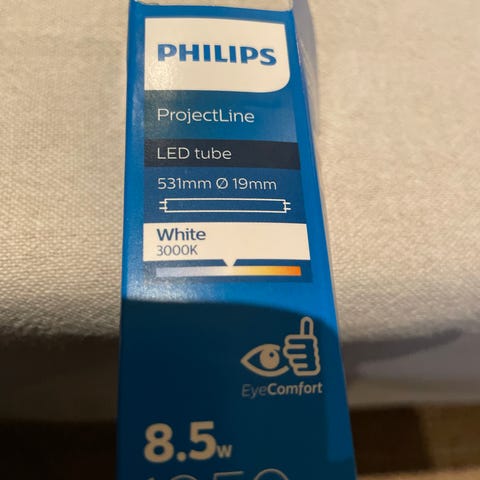 PHILIPS
ProjectLine
LED tube
531mm Ø 19mm
White
3000K
EyeComfort
8.5w